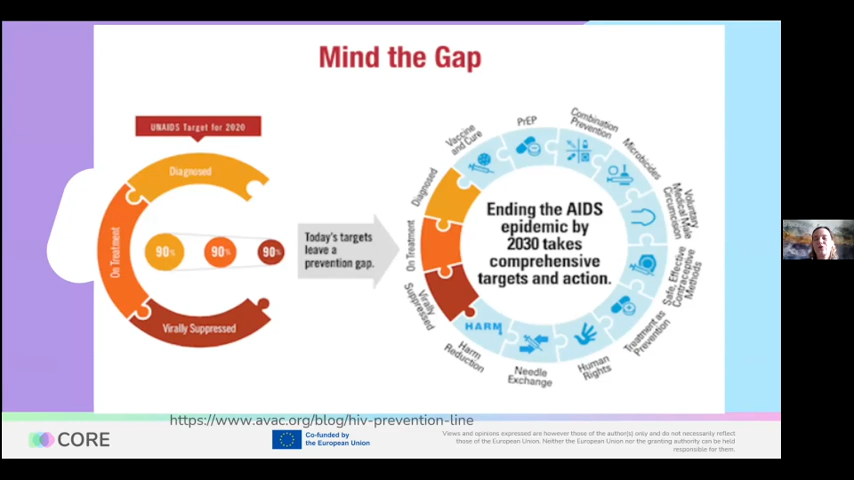 Mind the Gap
UNAIDS Target for 2020
Diagnosed
On Treatment
90%
90%
90%
Virally Suppressed
Today's targets
leave a
prevention gap.
Ending the AIDS
epidemic by
2030 takes
comprehensive
targets and action.
Virally
Suppressed
On Treatment
Diagnosed
Vaccine
and Cure
PrEP
Combination
Prevention
Microbicides
Voluntary
Medical Male
Circumcision
Safe, Effective
Contraceptive
Methods
Treatment as
Prevention
Human
Rights
Needle
Exchange
Harm
Reduction
HARM
https://www.avac.org/blog/hiv-prevention-line
CORE
Co-funded by
the European Union
Views and opinions expressed are however those of the author(s) only and do not necessarily reflect
those of the European Union. Neither the European Union nor the granting authority can be held
responsible for them.